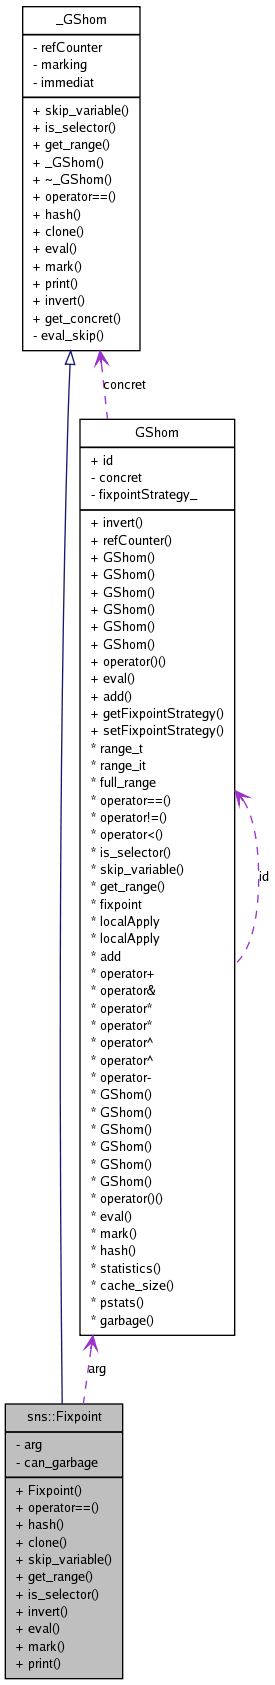 _GShom
- refCounter
- marking
- immediat
+ skip_variable()
+ is_selector()
+ get_range()
+ _GShom()
+ ~_GShom()
+ operator==()
+ hash()
+ clone()
+ eval()
+ mark()
+ print()
+ invert()
+ get_concret()
- eval_skip()
concret
GShom
+ id
- concret
- fixpointStrategy_
+ invert()
+ refCounter()
+ GShom()
+ GShom()
+ GShom()
+ GShom()
+ GShom()
+ GShom()
+ operator()()
+ eval()
+ add()
+ getFixpointStrategy()
+ setFixpointStrategy()
* range_t
* range_it
* full_range
* operator==()
* operator!=()
* operator<()
* is_selector()
* skip_variable()
* get_range()
* fixpoint
* localApply
* localApply
* add
* operator+
* operator&
* operator*
* operator*
* operator^
* operator^
* operator-
* GShom()
* GShom()
* GShom()
* GShom()
* GShom()
* GShom()
* operator()()
* eval()
* mark()
* hash()
* statistics()
* cache_size()
* pstats()
* garbage()
id
arg
sns::Fixpoint
- arg
- can_garbage
+ Fixpoint()
+ operator==()
+ hash()
+ clone()
+ skip_variable()
+ get_range()
+ is_selector()
+ invert()
+ eval()
+ mark()
+ print()